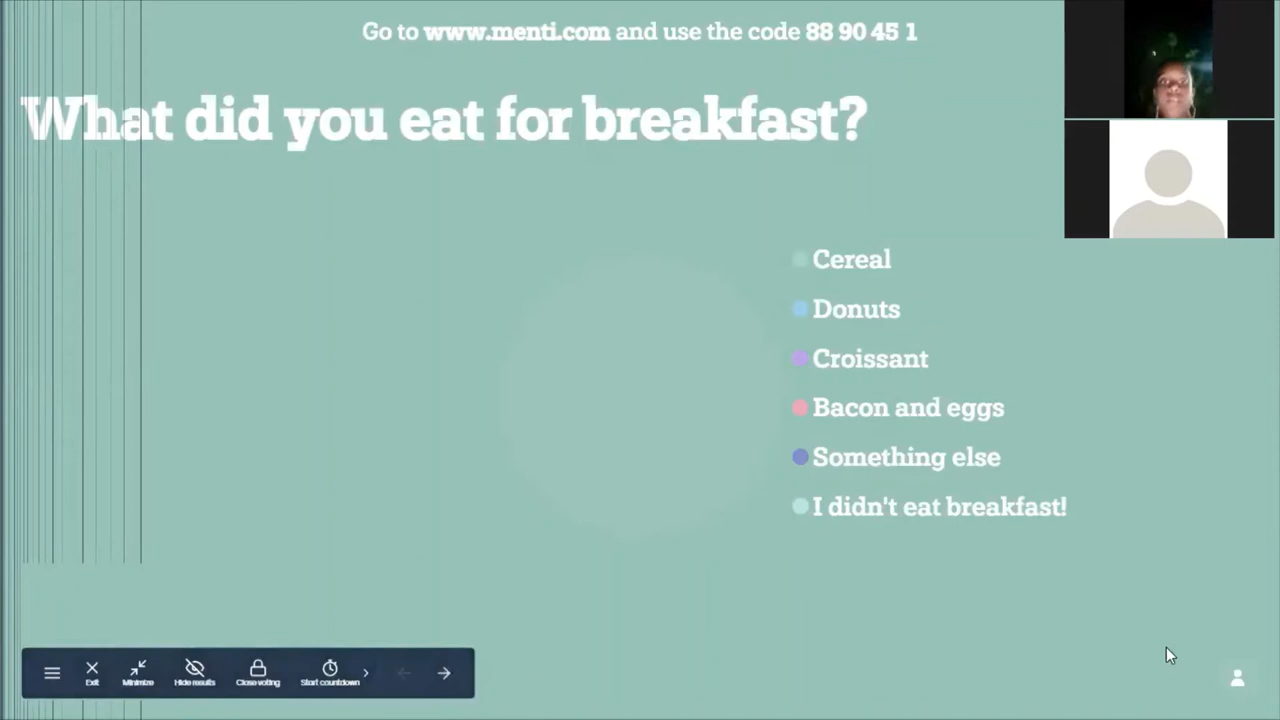 Go to www.menti.com and use the code 88 90 45 1
What did you eat for breakfast?
Cereal
Donuts
Croissant
Bacon and eggs
Something else
I didn't eat breakfast!
Exit
Minimize
Hide results
Close voting
Start countdown